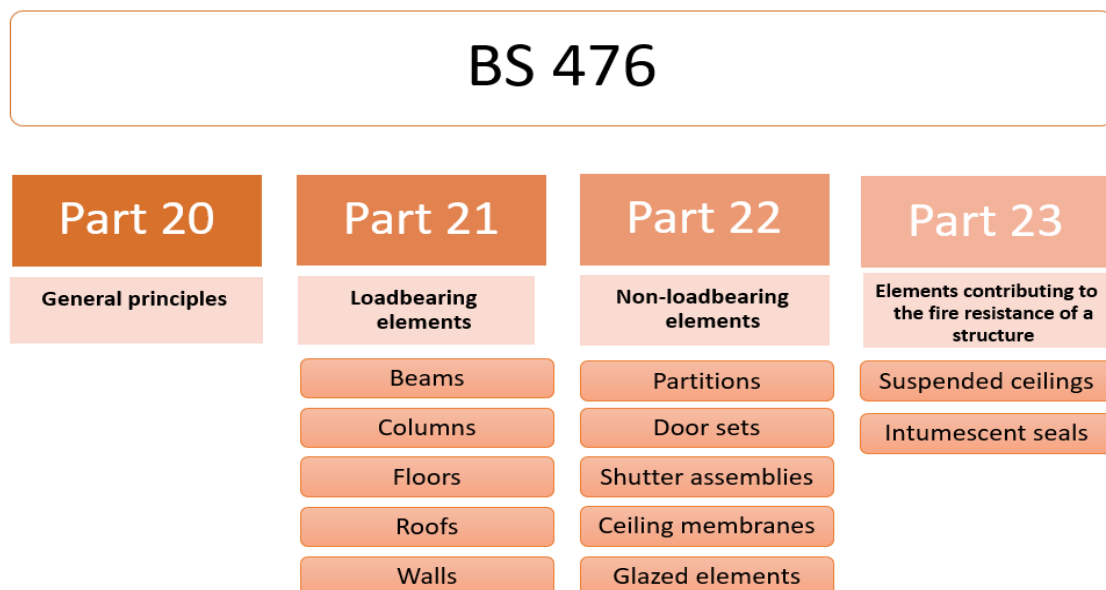 BS 476
Part 20
General principles
Part 21
Loadbearing
elements
Beams
Columns
Floors
Roofs
Walls
Part 22
Non-loadbearing
elements
Partitions
Door sets
Shutter assemblies
Ceiling membranes
Glazed elements
Part 23
Elements contributing to
the fire resistance of a
structure
Suspended ceilings
Intumescent seals